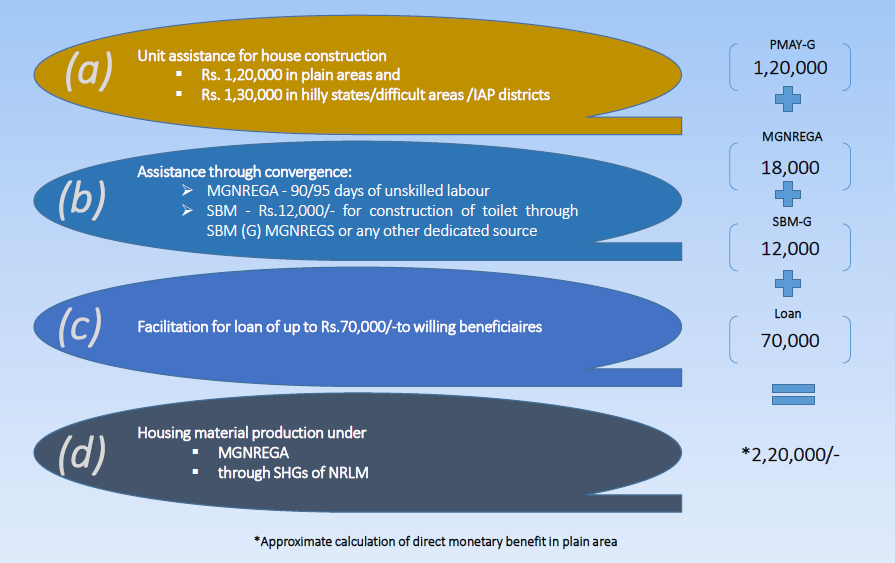 (a)
Unit assistance for house construction
▪ Rs. 1,20,000 in plain areas and
▪ Rs. 1,30,000 in hilly states/difficult areas /IAP districts
(b)
Assistance through convergence:
➢ MGNREGA - 90/95 days of unskilled labour
➢ SBM - Rs.12,000/- for construction of toilet through
SBM (G) MGNREGS or any other dedicated source
(c)
Facilitation for loan of up to Rs.70,000/-to willing beneficiaires
(d)
Housing material production under
▪ MGNREGA
▪ through SHGs of NRLM
PMAY-G
1,20,000
+
MGNREGA
18,000
+
SBM-G
12,000
+
Loan
70,000
=
*2,20,000/-
*Approximate calculation of direct monetary benefit in plain area